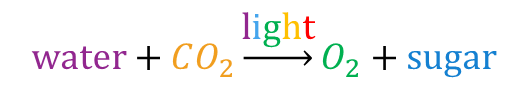 light
water + CO₂ ⟶ O₂ + sugar